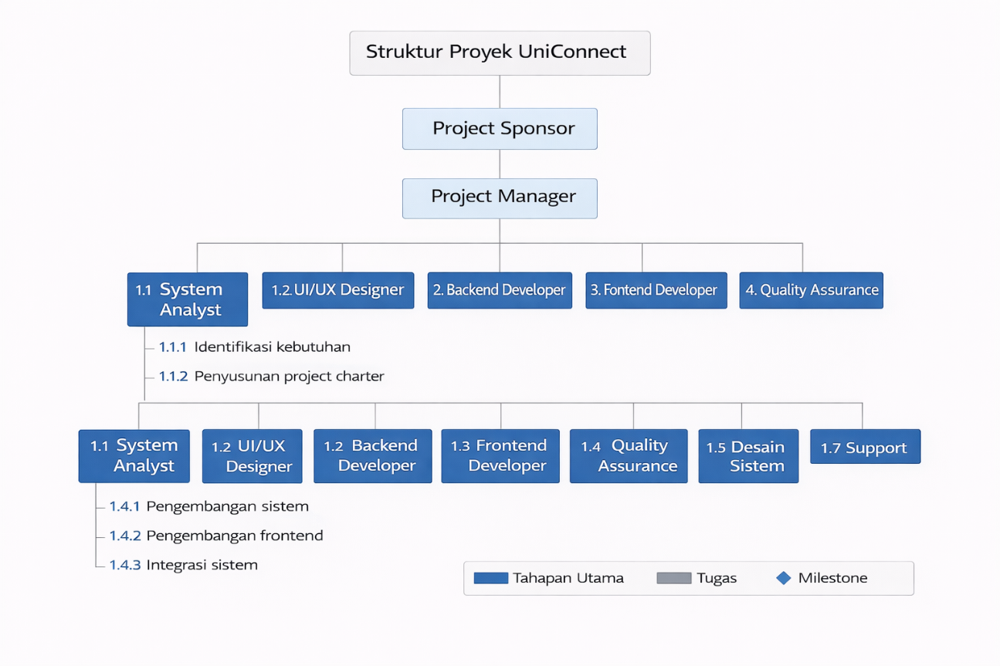 Struktur Proyek UniConnect
Project Sponsor
Project Manager
1.1 System
Analyst
1.2.UI/UX Designer
2. Backend Developer
3. Fontend Developer
4. Quality Assurance
1.1.1 Identifikasi kebutuhan
1.1.2 Penyusunan project charter
1.1 System
Analyst
1.2 UI/UX
Designer
1.2 Backend
Developer
1.3 Frontend
Developer
1.4 Quality
Assurance
1.5 Desain
Sistem
1.7 Support
1.4.1 Pengembangan sistem
1.4.2 Pengembangan frontend
1.4.3 Integrasi sistem
Tahapan Utama
Tugas
Milestone